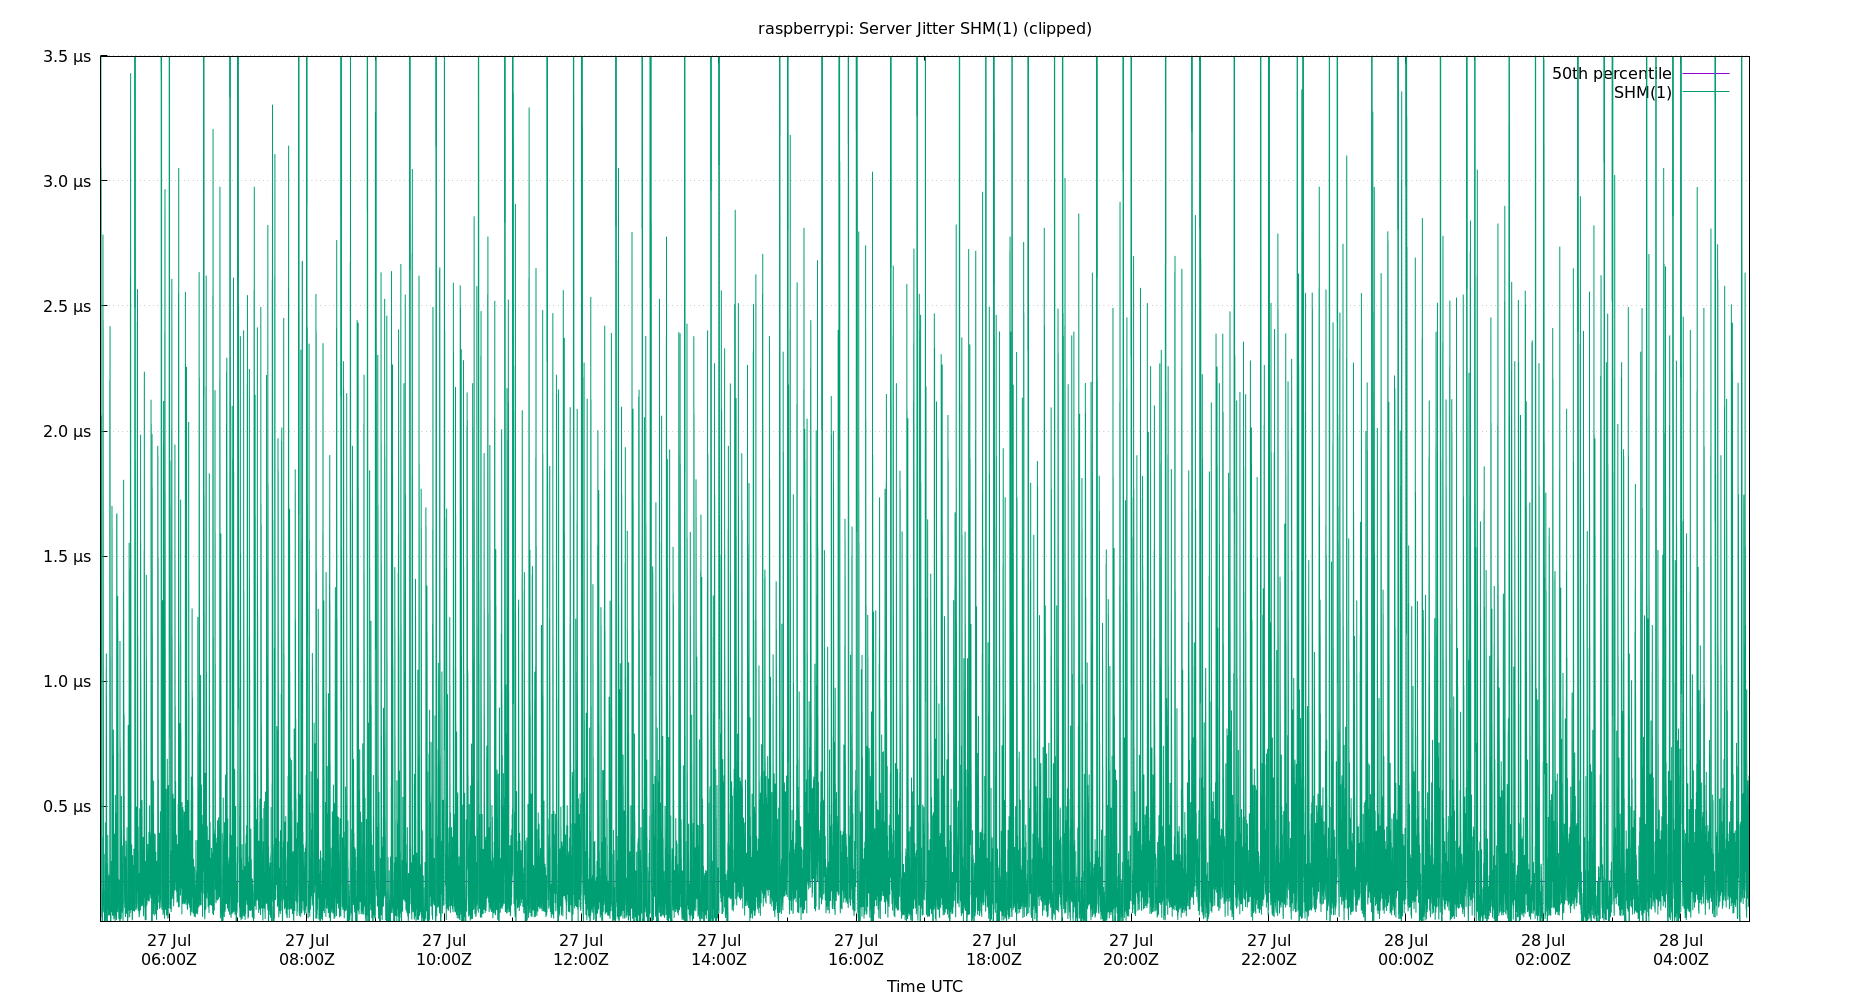 raspberrypi: Server Jitter SHM(1) (clipped)
3.5 µs
3.0 µs
2.5 µs
2.0 µs
1.5 µs
1.0 µs
0.5 µs
50th percentile
SHM(1)
27 Jul 27 Jul 27 Jul 27 Jul 27 Jul 27 Jul 27 Jul 27 Jul 27 Jul 28 Jul 28 Jul 28 Jul
06:00Z 08:00Z 10:00Z 12:00Z 14:00Z 16:00Z 18:00Z 20:00Z 22:00Z 00:00Z 02:00Z 04:00Z
Time UTC